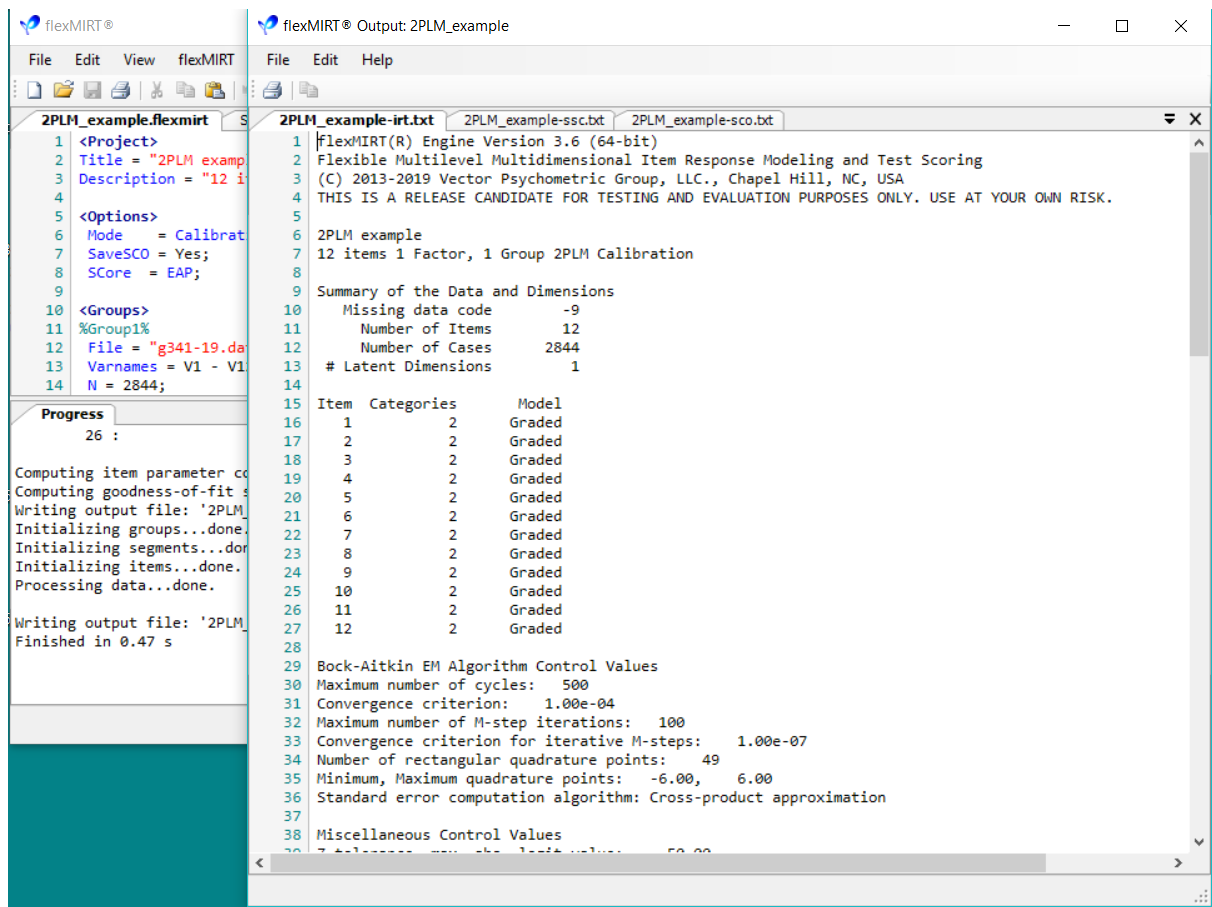 flexMIRT®
File Edit View flexMIRT
2PLM_example.flexmirt S
1 <Project>
2 Title = "2PLM examp
3 Description = "12 i
4
5 <Options>
6 Mode = Calibrat
7 SaveSCO = Yes;
8 SCore = EAP;
9
10 <Groups>
11 %Group1%
12 File = "g341-19.da
13 Varnames = V1 - V1
14 N = 2844;
Progress
26 :
Computing item parameter co
Computing goodness-of-fit s
Writing output file: '2PLM_
Initializing groups...done.
Initializing segments...don
Initializing items...done.
Processing data...done.
Writing output file: '2PLM_
Finished in 0.47 s
flexMIRT® Output: 2PLM_example
File Edit Help
2PLM_example-irt.txt 2PLM_example-ssc.txt 2PLM_example-sco.txt
1 flexMIRT(R) Engine Version 3.6 (64-bit)
2 Flexible Multilevel Multidimensional Item Response Modeling and Test Scoring
3 (C) 2013-2019 Vector Psychometric Group, LLC., Chapel Hill, NC, USA
4 THIS IS A RELEASE CANDIDATE FOR TESTING AND EVALUATION PURPOSES ONLY. USE AT YOUR OWN RISK.
5
6 2PLM example
7 12 items 1 Factor, 1 Group 2PLM Calibration
8
9 Summary of the Data and Dimensions
10 Missing data code -9
11 Number of Items 12
12 Number of Cases 2844
13 # Latent Dimensions 1
14
15 Item Categories Model
16 1 2 Graded
17 2 2 Graded
18 3 2 Graded
19 4 2 Graded
20 5 2 Graded
21 6 2 Graded
22 7 2 Graded
23 8 2 Graded
24 9 2 Graded
25 10 2 Graded
26 11 2 Graded
27 12 2 Graded
28
29 Bock-Aitkin EM Algorithm Control Values
30 Maximum number of cycles: 500
31 Convergence criterion: 1.00e-04
32 Maximum number of M-step iterations: 100
33 Convergence criterion for iterative M-steps: 1.00e-07
34 Number of rectangular quadrature points: 49
35 Minimum, Maximum quadrature points: -6.00, 6.00
36 Standard error computation algorithm: Cross-product approximation
37
38 Miscellaneous Control Values